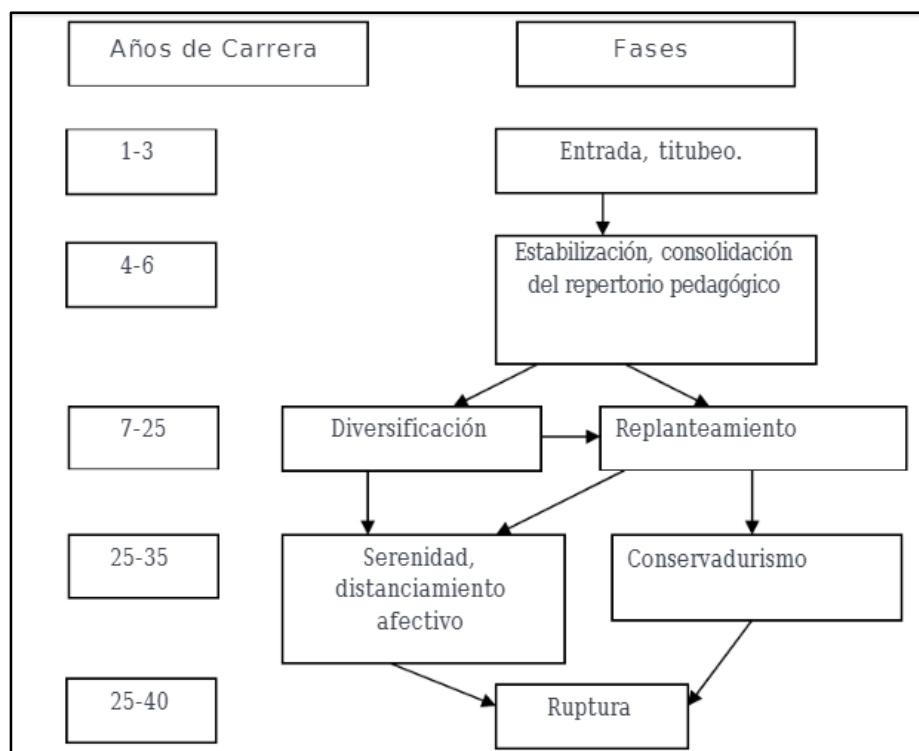 Años de Carrera
Fases
1-3
Entrada, titubeo.
4-6
Estabilización, consolidación
del repertorio pedagógico
7-25
Diversificación
Replanteamiento
25-35
Serenidad,
distanciamiento
afectivo
Conservadurismo
25-40
Ruptura